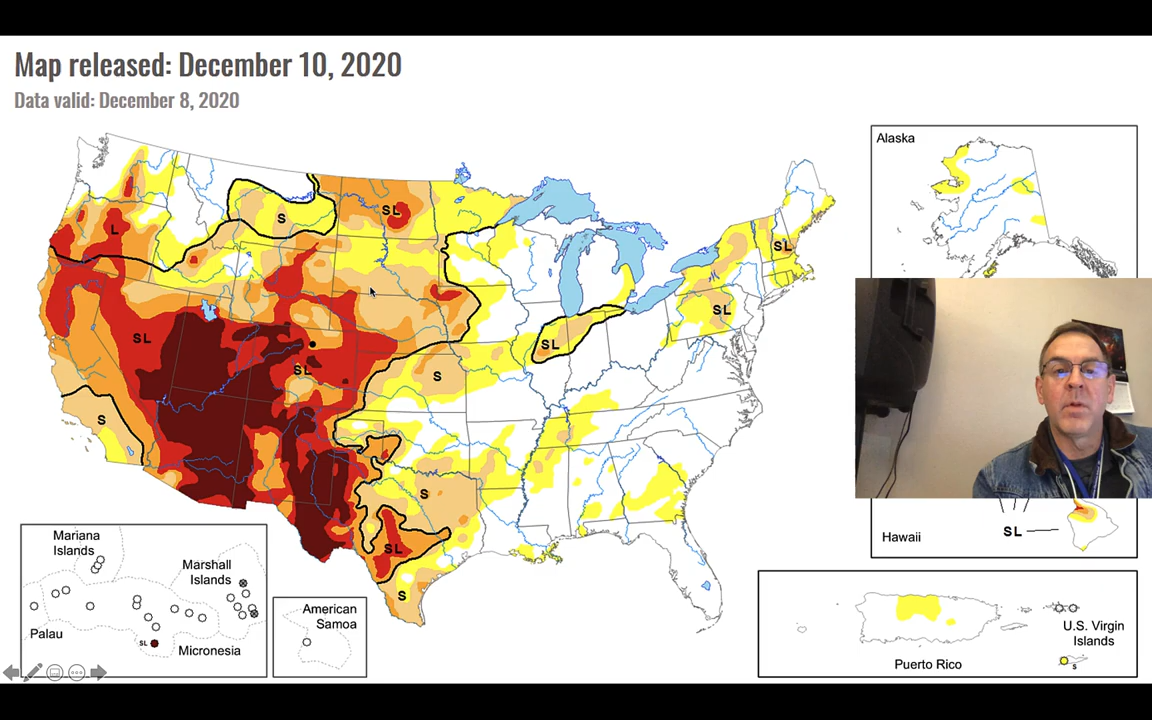 Map released: December 10, 2020
Data valid: December 8, 2020
Alaska
S
SL
L
SL
SL
SL
SL
SL
S
S
S
SL
S
Mariana
Islands
Marshall
Islands
Palau
SL
Micronesia
American
Samoa
SL
Hawaii
U.S. Virgin
Islands
S
Puerto Rico